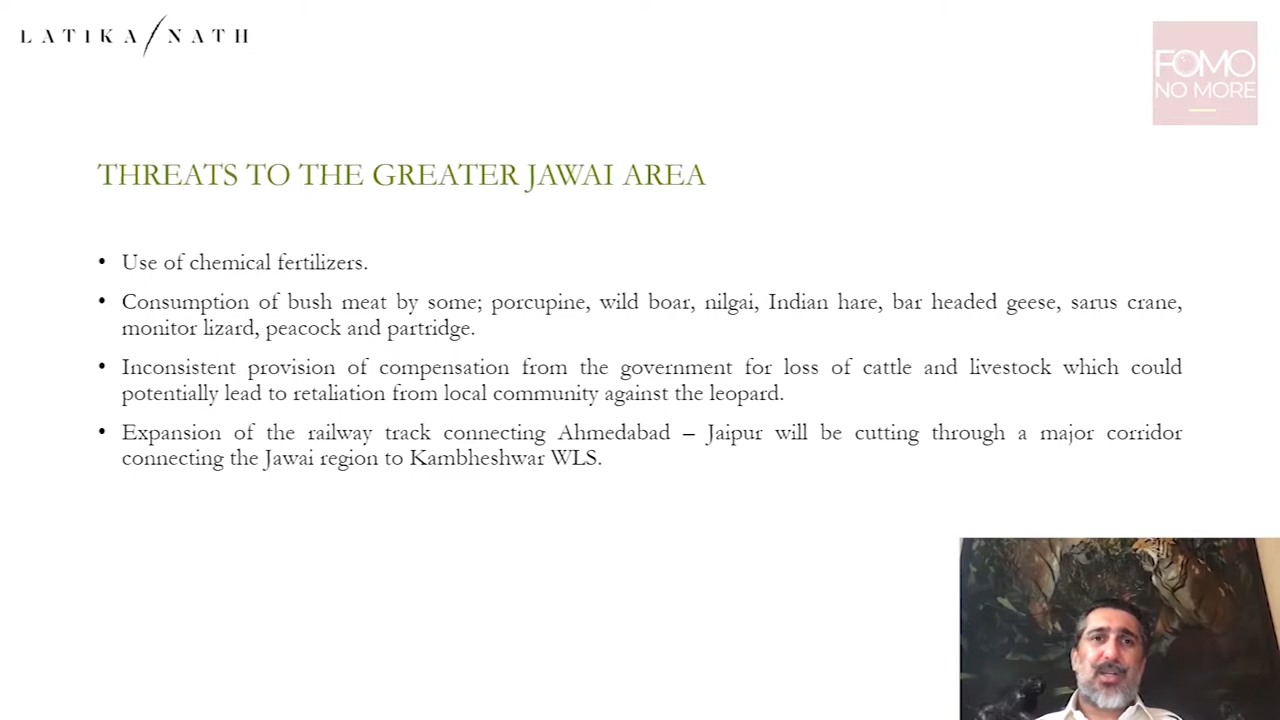 LATIKA/NATH
FOMO
NO MORE
THREATS TO THE GREATER JAWAI AREA
• Use of chemical fertilizers.
• Consumption of bush meat by some; porcupine, wild boar, nilgai, Indian hare, bar headed geese, sarus crane,
monitor lizard, peacock and partridge.
• Inconsistent provision of compensation from the government for loss of cattle and livestock which could
potentially lead to retaliation from local community against the leopard.
• Expansion of the railway track connecting Ahmedabad – Jaipur will be cutting through a major corridor
connecting the Jawai region to Kambheshwar WLS.